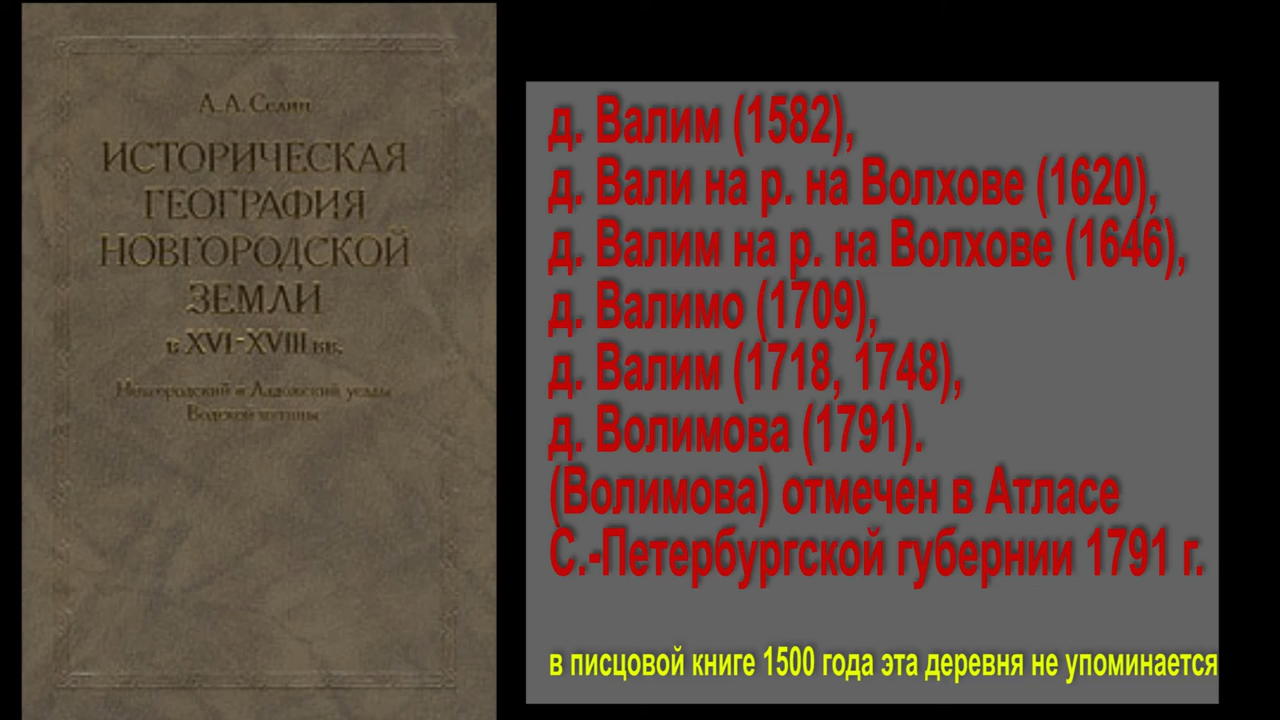 А. А. Селин
ИСТОРИЧЕСКАЯ
ГЕОГРАФИЯ
НОВГОРОДСКОЙ
ЗЕМЛИ
в XVI-XVIII вв.
Новгородский и Ладожский уезды
Водской пятины
д. Валим (1582),
д. Вали на р. на Волхове (1620),
д. Валим на р. на Волхове (1646),
д. Валимо (1709),
д. Валим (1718, 1748),
д. Волимова (1791).
(Волимова) отмечен в Атласе
С.-Петербургской губернии 1791 г.
в писцовой книге 1500 года эта деревня не упоминается